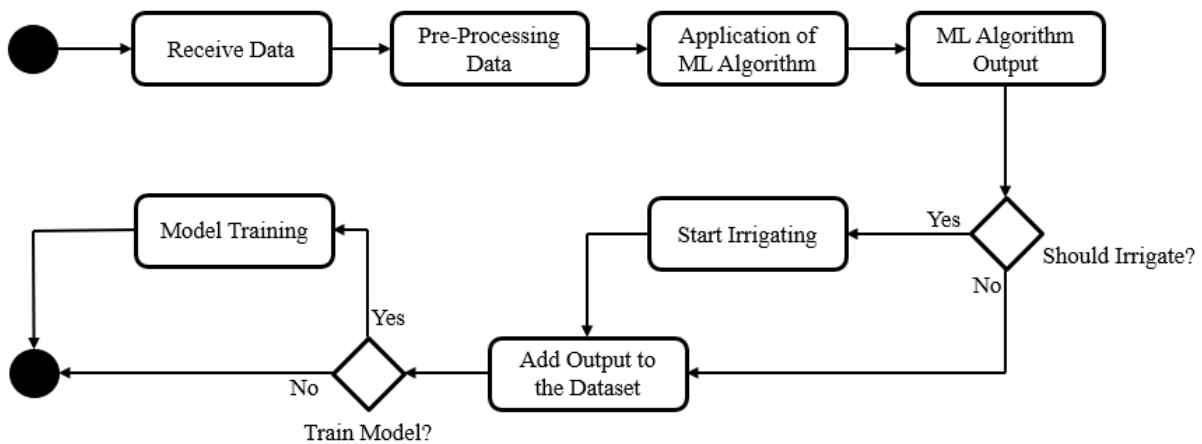 Receive Data
Pre-Processing
Data
Application of
ML Algorithm
ML Algorithm
Output
Should Irrigate?
Yes
No
Start Irrigating
Add Output to
the Dataset
Train Model?
Yes
No
Model Training